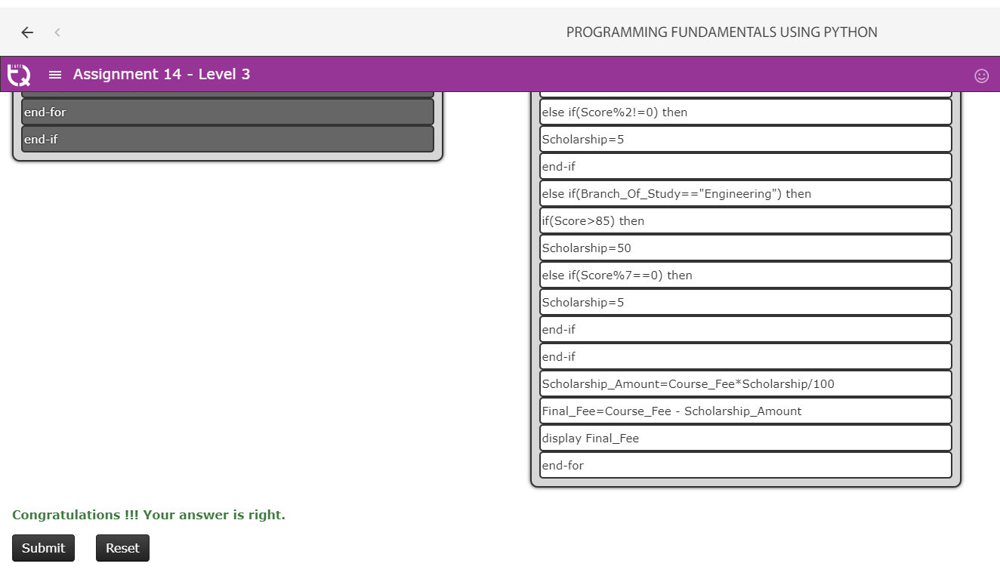 PROGRAMMING FUNDAMENTALS USING PYTHON
Assignment 14 - Level 3
end-for
end-if
else if(Score%2!=0) then
Scholarship=5
end-if
else if(Branch_Of_Study=="Engineering") then
if(Score>85) then
Scholarship=50
else if(Score%7==0) then
Scholarship=5
end-if
end-if
Scholarship_Amount=Course_Fee*Scholarship/100
Final_Fee=Course_Fee - Scholarship_Amount
display Final_Fee
end-for
Congratulations !!! Your answer is right.
Submit
Reset